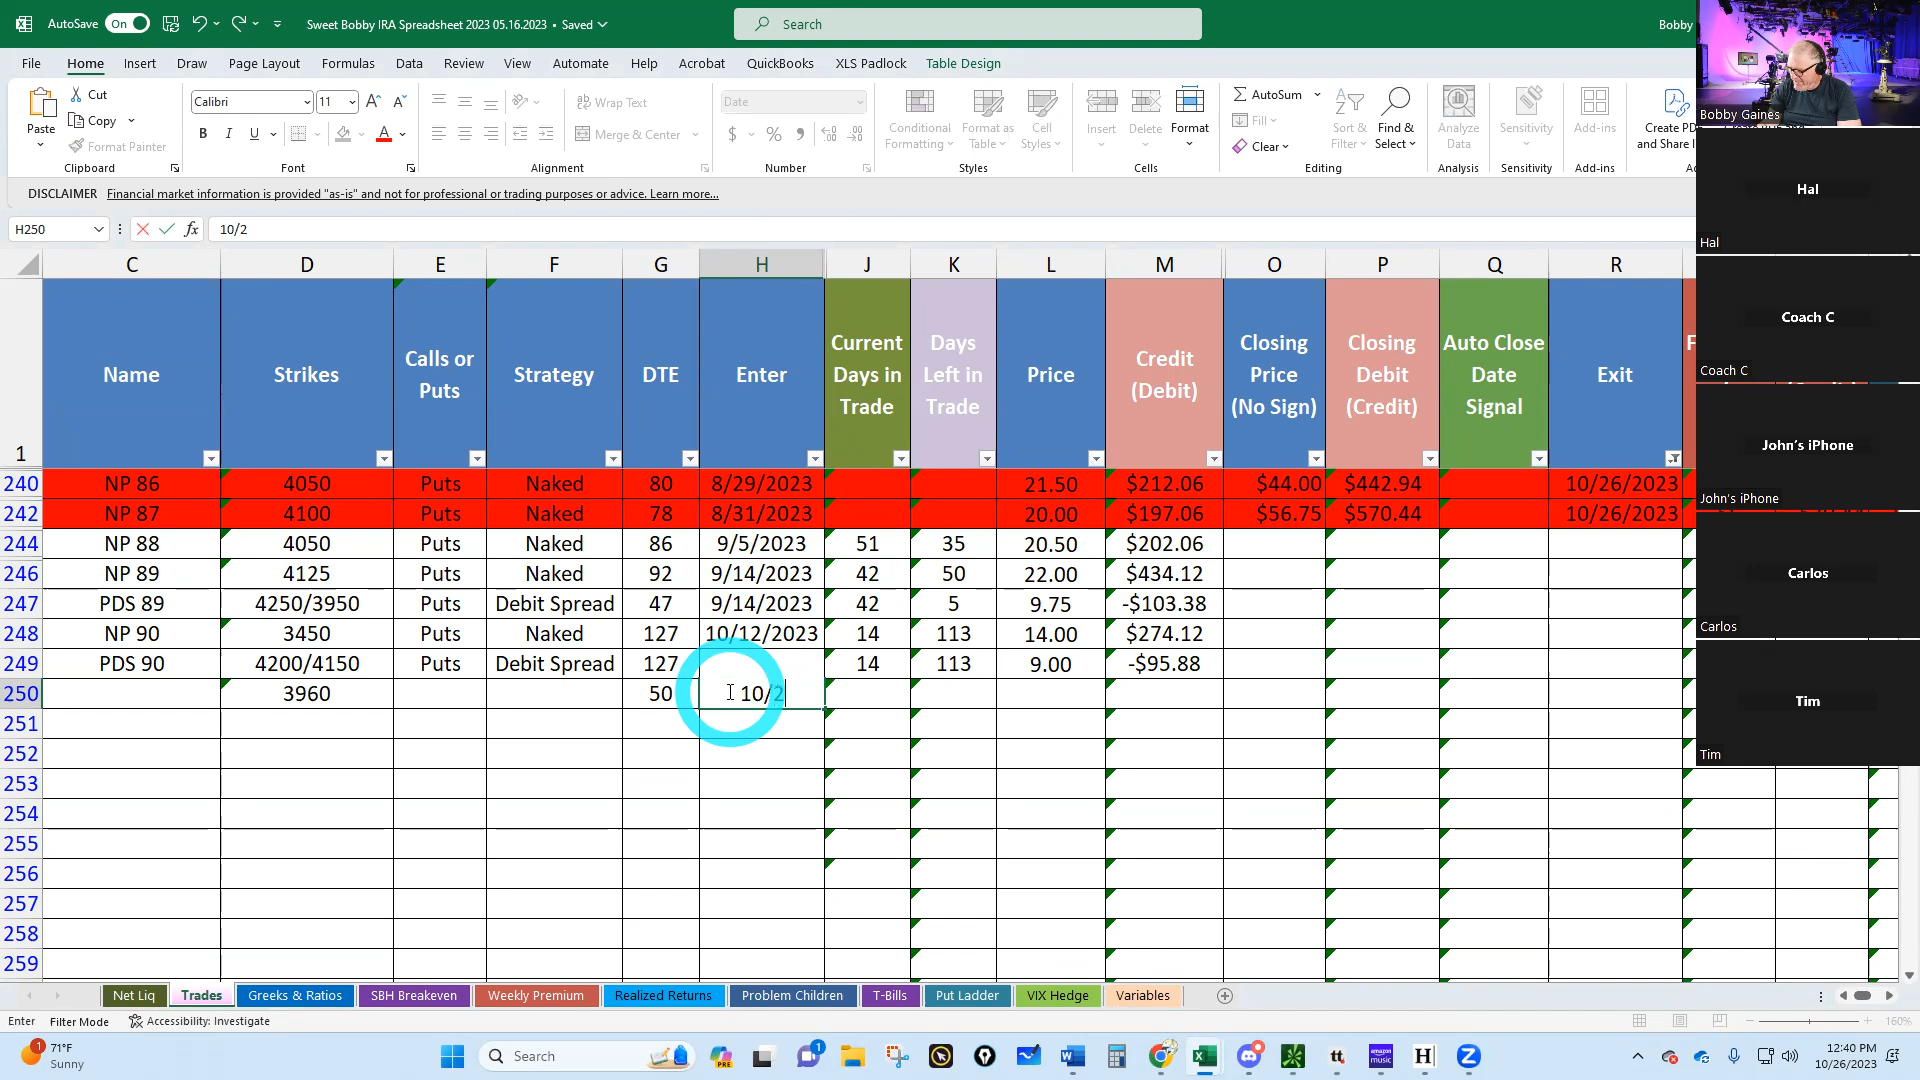 AutoSave On Sweet Bobby IRA Spreadsheet 2023 05.16.2023 • Saved Search Bobby
File Home Insert Draw Page Layout Formulas Data Review View Automate Help Acrobat QuickBooks XLS Padlock Table Design
Paste Cut Copy Format Painter Clipboard
Calibri 11 B I U A Font
Wrap Text Merge & Center Alignment
Date $ % Number
Conditional Formatting Format as Table Cell Styles Styles
Insert Delete Format Cells
AutoSum Fill Clear Sort & Filter Find & Select Editing
Analyze Data Analysis
Sensitivity Sensitivity
Add-ins Add-ins
Create PDF and Share
DISCLAIMER Financial market information is provided "as-is" and not for professional or trading purposes or advice. Learn more...
H250 fx 10/2
C D E F G H J K L M O P Q R
1 Name Strikes Calls or Puts Strategy DTE Enter Current Days in Trade Days Left in Trade Price Credit (Debit) Closing Price (No Sign) Closing Debit (Credit) Auto Close Date Signal Exit
240 NP 86 4050 Puts Naked 80 8/29/2023 21.50 $212.06 $44.00 $442.94 10/26/2023
242 NP 87 4100 Puts Naked 78 8/31/2023 20.00 $197.06 $56.75 $570.44 10/26/2023
244 NP 88 4050 Puts Naked 86 9/5/2023 51 35 20.50 $202.06
246 NP 89 4125 Puts Naked 92 9/14/2023 42 50 22.00 $434.12
247 PDS 89 4250/3950 Puts Debit Spread 47 9/14/2023 42 5 9.75 -$103.38
248 NP 90 3450 Puts Naked 127 10/12/2023 14 113 14.00 $274.12
249 PDS 90 4200/4150 Puts Debit Spread 127 14 113 9.00 -$95.88
250 3960 50 10/2
251
252
253
254
255
256
257
258
259
Net Liq Trades Greeks & Ratios SBH Breakeven Weekly Premium Realized Returns Problem Children T-Bills Put Ladder VIX Hedge Variables
Enter Filter Mode Accessibility: Investigate 160%
1 71°F Sunny Search PRE 1 tt amazon music H Z 12:40 PM 10/26/2023
Bobby Gaines
Hal
Hal
Coach C
Coach C
John's iPhone
John's iPhone
Carlos
Carlos
Tim
Tim